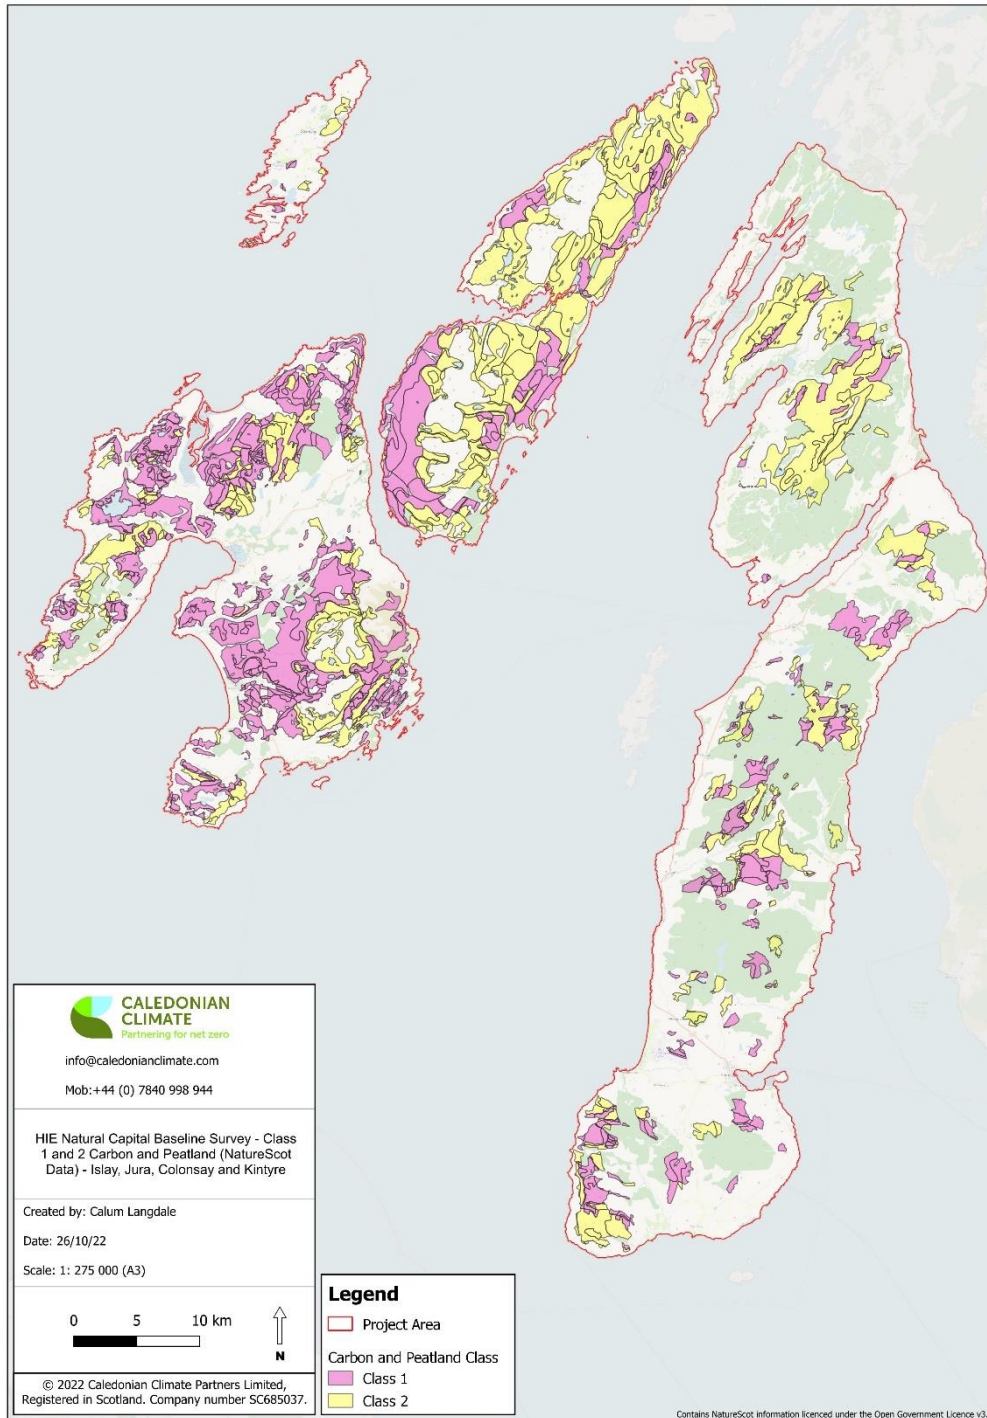 CALEDONIAN
CLIMATE
Partnering for net zero
info@caledonianclimate.com
Mob:+44 (0) 7840 998 944
HIE Natural Capital Baseline Survey - Class
1 and 2 Carbon and Peatland (NatureScot
Data) - Islay, Jura, Colonsay and Kintyre
Created by: Calum Langdale
Date: 26/10/22
Scale: 1: 275 000 (A3)
0 5 10 km
N
© 2022 Caledonian Climate Partners Limited,
Registered in Scotland. Company number SC685037.
Legend
Project Area
Carbon and Peatland Class
Class 1
Class 2
Contains NatureScot information licenced under the Open Government Licence v3.